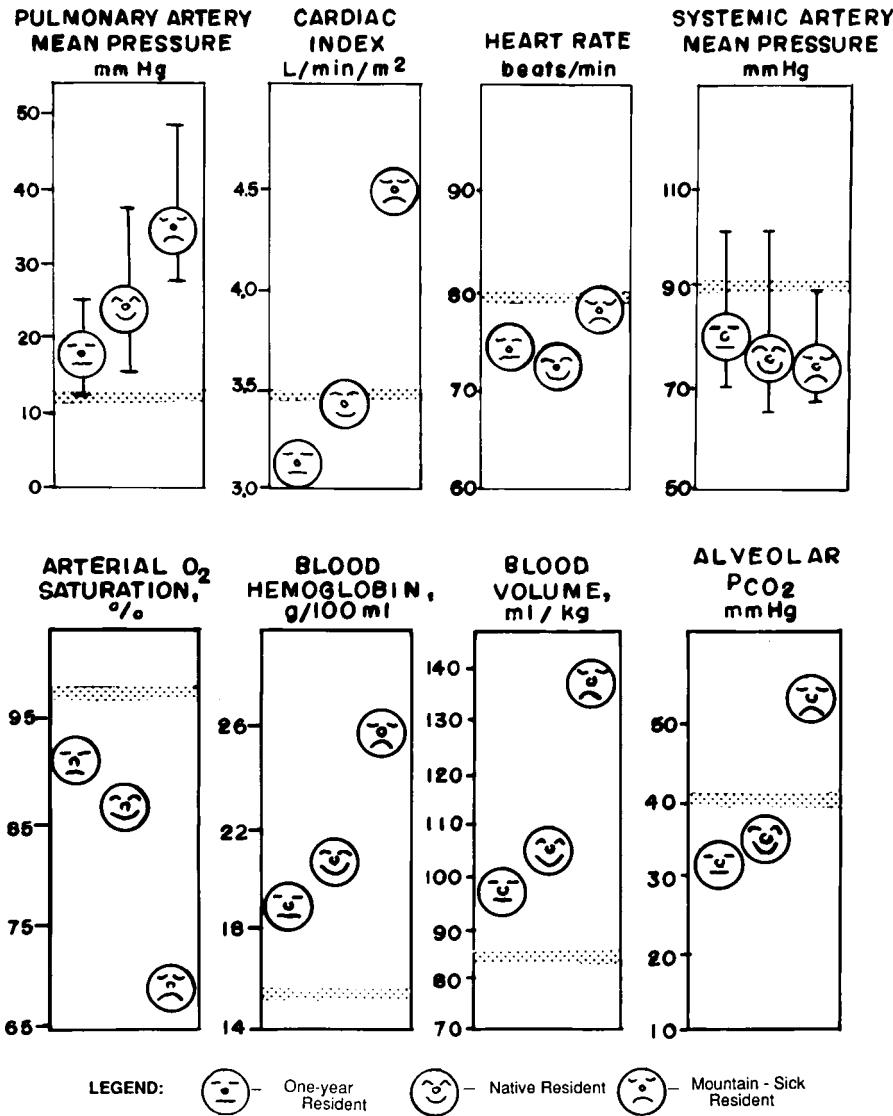 PULMONARY ARTERY
MEAN PRESSURE
mm Hg
50
40
30
20
10
0
CARDIAC
INDEX
L/min/m²
4.5
4.0
3.5
3.0
HEART RATE
beats/min
90
80
70
60
SYSTEMIC ARTERY
MEAN PRESSURE
mmHg
110
90
70
50
ARTERIAL O₂
SATURATION,
%
95
85
75
65
BLOOD
HEMOGLOBIN,
g/100 ml
26
22
18
14
BLOOD
VOLUME,
ml / kg
140
130
120
110
100
90
80
70
ALVEOLAR
PCO₂
mmHg
50
40
30
20
10
LEGEND:
One-year
Resident
Native Resident
Mountain - Sick
Resident